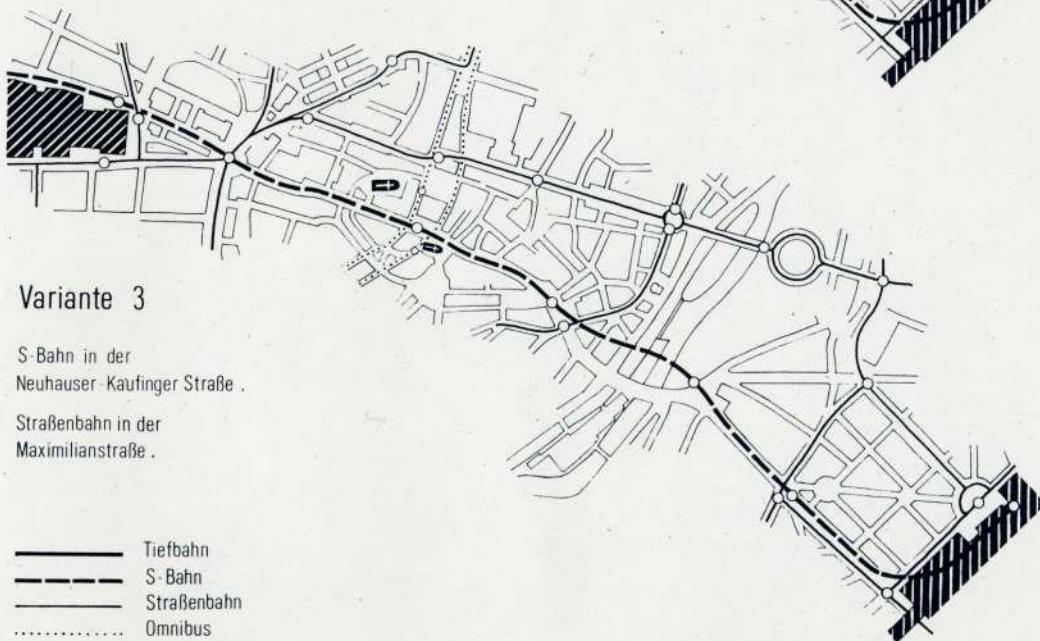 Variante 3
S-Bahn in der
Neuhauser-Kaufinger Straße .
Straßenbahn in der
Maximilianstraße .
Tiefbahn
S-Bahn
Straßenbahn
Omnibus